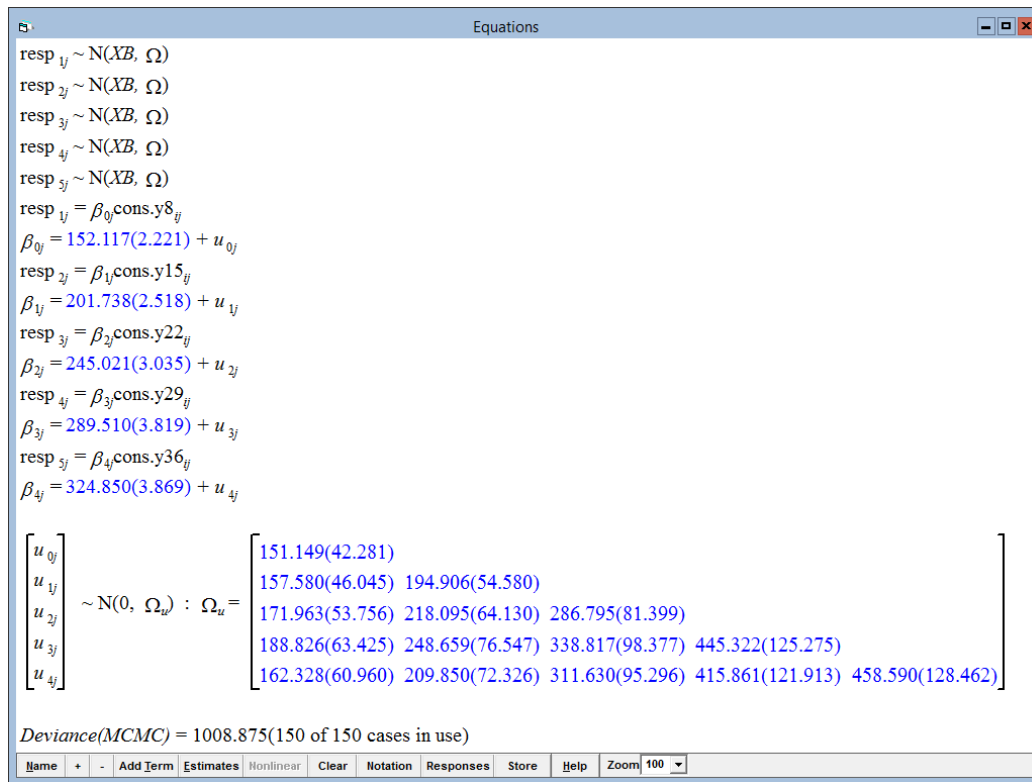 Equations
resp 1j ~ N(XB, Ω)
resp 2j ~ N(XB, Ω)
resp 3j ~ N(XB, Ω)
resp 4j ~ N(XB, Ω)
resp 5j ~ N(XB, Ω)
resp 1j = β0jcons.y8ij
β0j = 152.117(2.221) + u 0j
resp 2j = β1jcons.y15ij
β1j = 201.738(2.518) + u 1j
resp 3j = β2jcons.y22ij
β2j = 245.021(3.035) + u 2j
resp 4j = β3jcons.y29ij
β3j = 289.510(3.819) + u 3j
resp 5j = β4jcons.y36ij
β4j = 324.850(3.869) + u 4j
u 0j 151.149(42.281)
u 1j 157.580(46.045) 194.906(54.580)
u 2j ~ N(0, Ωu) : Ωu = 171.963(53.756) 218.095(64.130) 286.795(81.399)
u 3j 188.826(63.425) 248.659(76.547) 338.817(98.377) 445.322(125.275)
u 4j 162.328(60.960) 209.850(72.326) 311.630(95.296) 415.861(121.913) 458.590(128.462)
Deviance(MCMC) = 1008.875(150 of 150 cases in use)
Name + - Add Term Estimates Nonlinear Clear Notation Responses Store Help Zoom 100